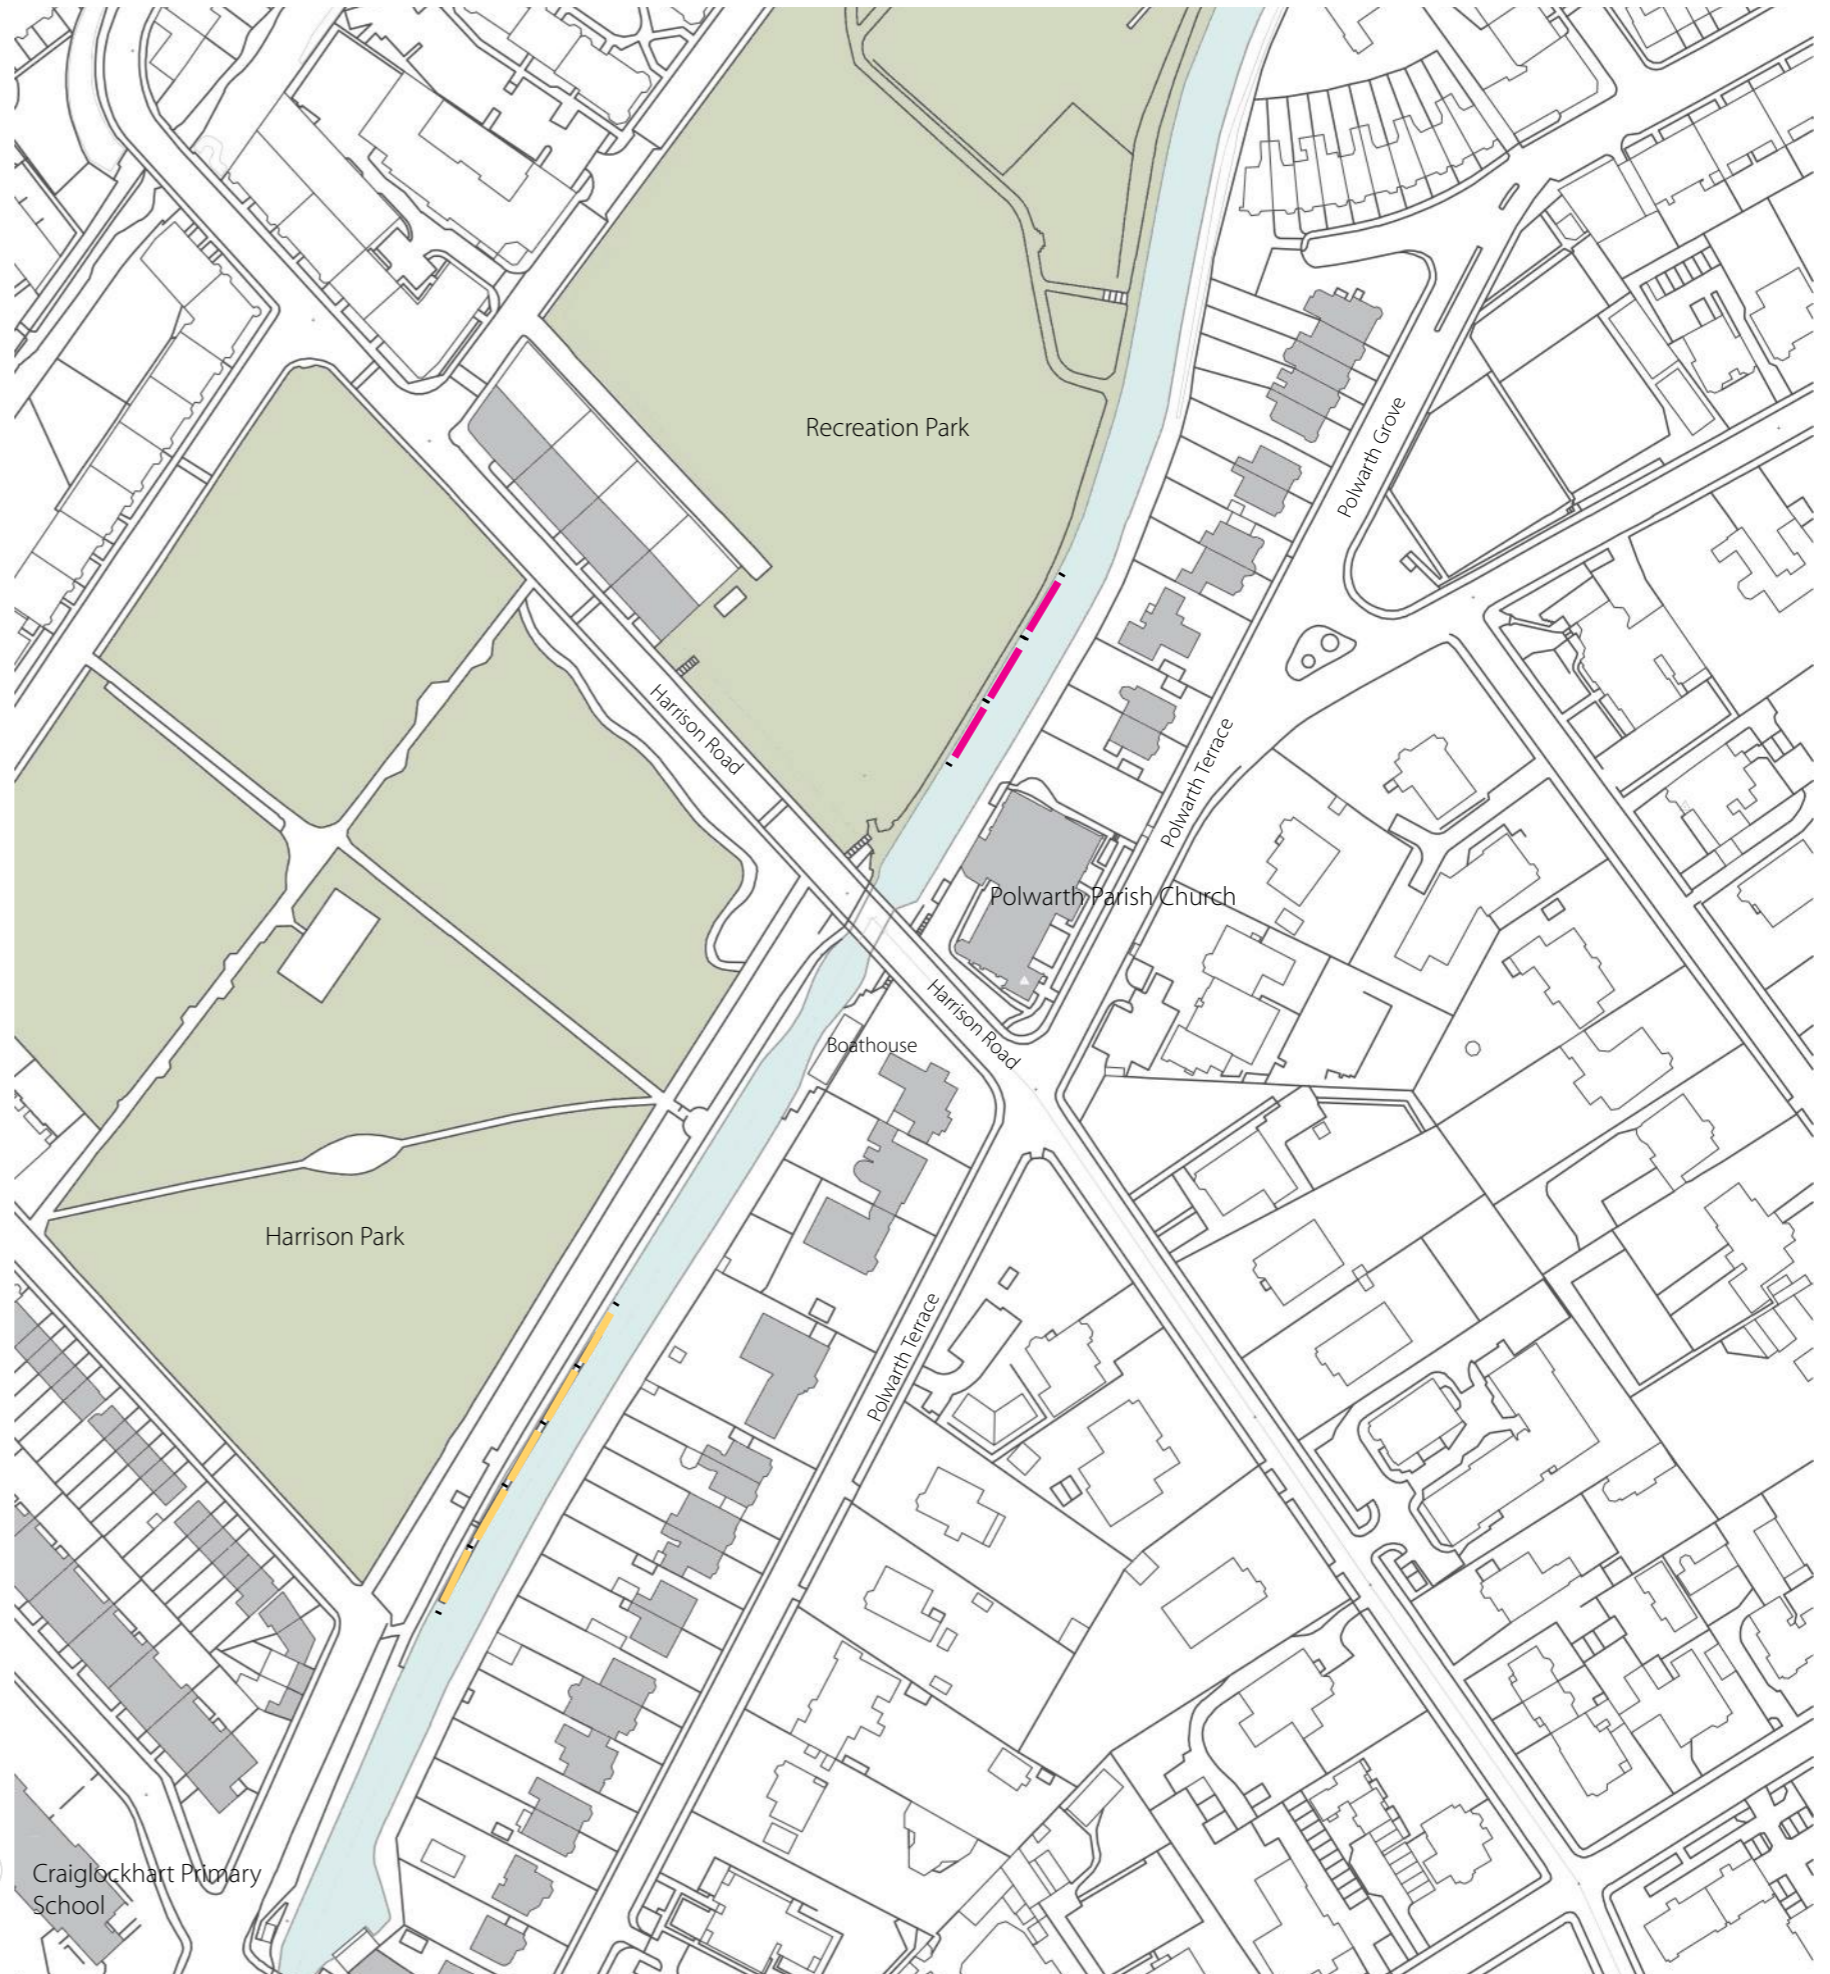 Recreation Park
Polwarth Grove
Harrison Road
Polwarth Terrace
Polwarth Parish Church
Harrison Road
Boathouse
Harrison Park
Polwarth Terrace
Craiglockhart Primary
School